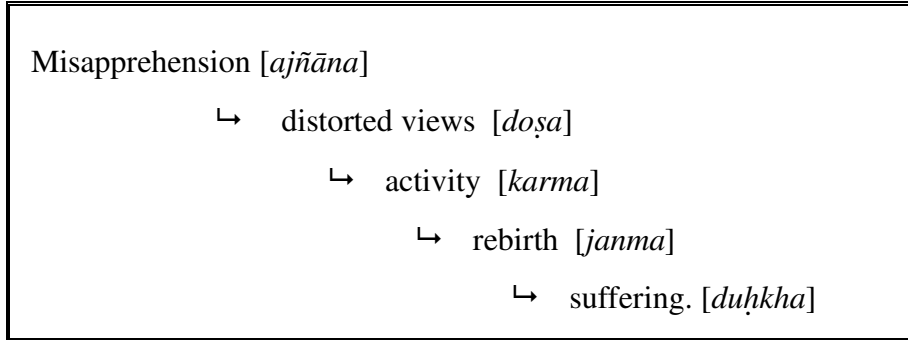 Misapprehension [ajñāna]
↳ distorted views [doṣa]
↳ activity [karma]
↳ rebirth [janma]
↳ suffering. [duḥkha]